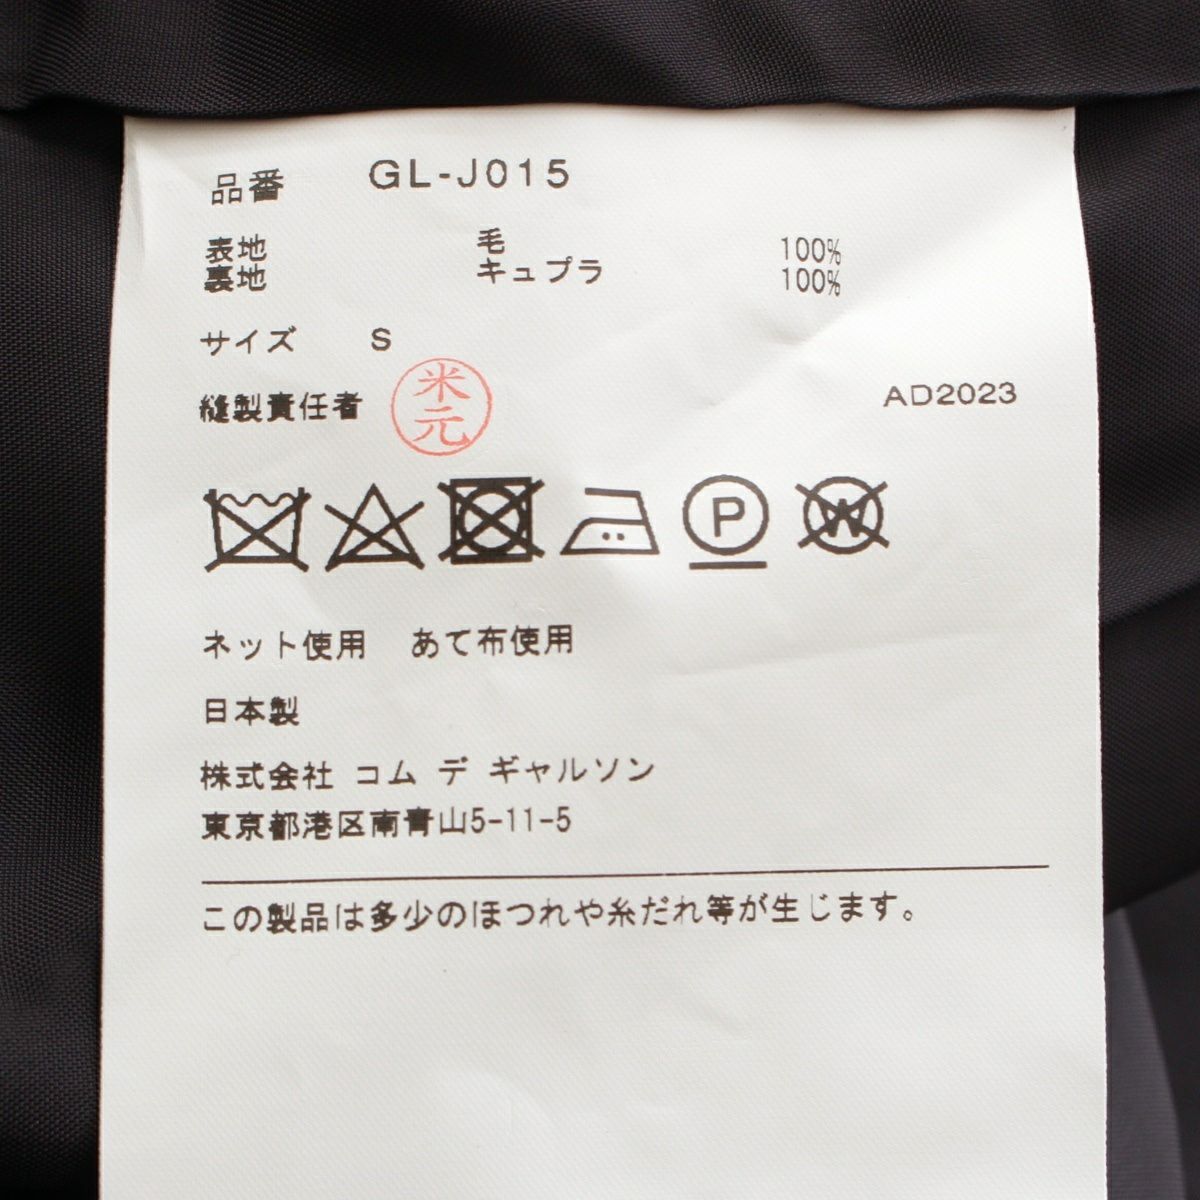 品番 GL-J015
表地 毛 100%
裏地 キュプラ 100%
サイズ S
縫製責任者 米元
AD2023
P W
ネット使用 あて布使用
日本製
株式会社 コム デ ギャルソン
東京都港区南青山5-11-5
この製品は多少のほつれや糸だれ等が生じます。